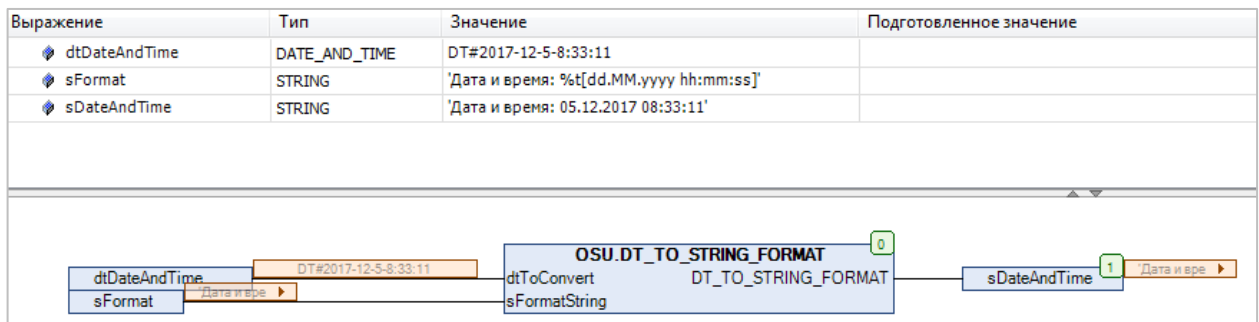 Выражение Тип Значение Подготовленное значение
dtDateAndTime DATE_AND_TIME DT#2017-12-5-8:33:11
sFormat STRING 'Дата и время: %t[dd.MM.yyyy hh:mm:ss]'
sDateAndTime STRING 'Дата и время: 05.12.2017 08:33:11'
OSU.DT_TO_STRING_FORMAT 0
dtDateAndTime DT#2017-12-5-8:33:11 dtToConvert DT_TO_STRING_FORMAT sDateAndTime 1 'Дата и вре
sFormat 'Дата и вре sFormatString